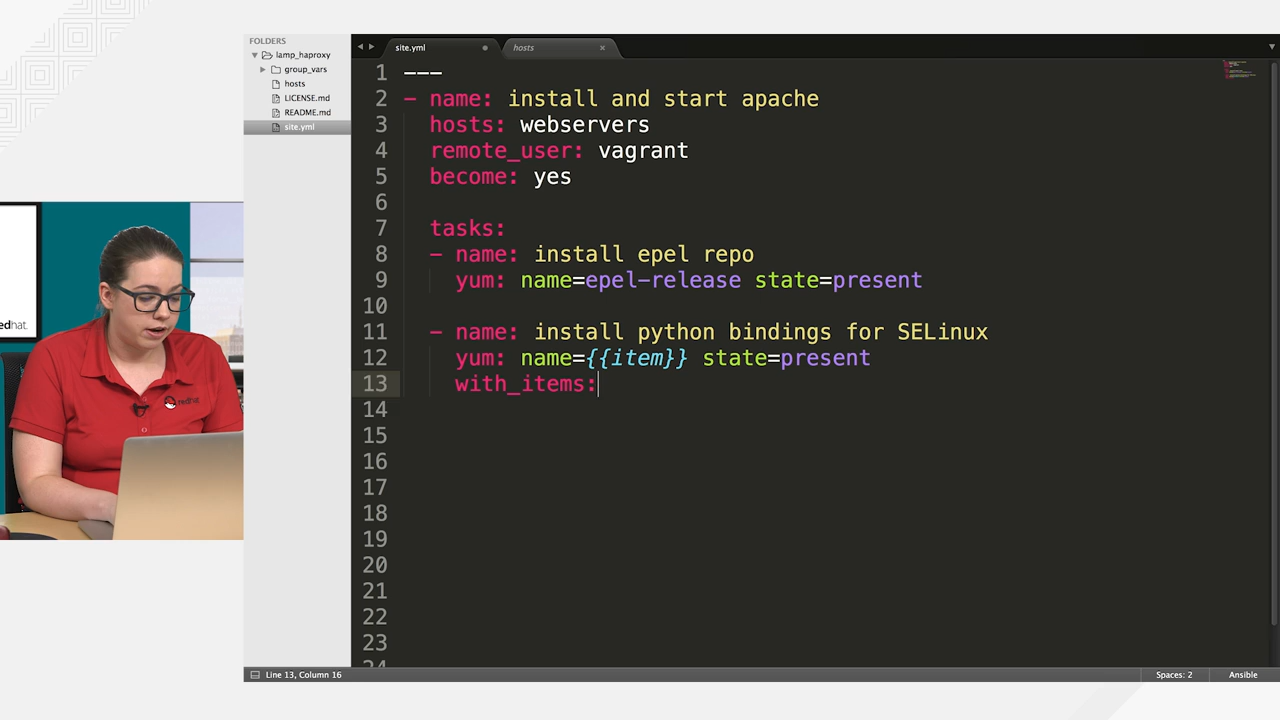 FOLDERS
lamp_haproxy
group_vars
hosts
LICENSE.md
README.md
site.yml
site.yml
hosts
1 ---
2 - name: install and start apache
3 hosts: webservers
4 remote_user: vagrant
5 become: yes
6
7 tasks:
8 - name: install epel repo
9 yum: name=epel-release state=present
10
11 - name: install python bindings for SELinux
12 yum: name={{item}} state=present
13 with_items:
14
15
16
17
18
19
20
21
22
23
24
edhat.
redhat
Line 13, Column 16
Spaces: 2
Ansible